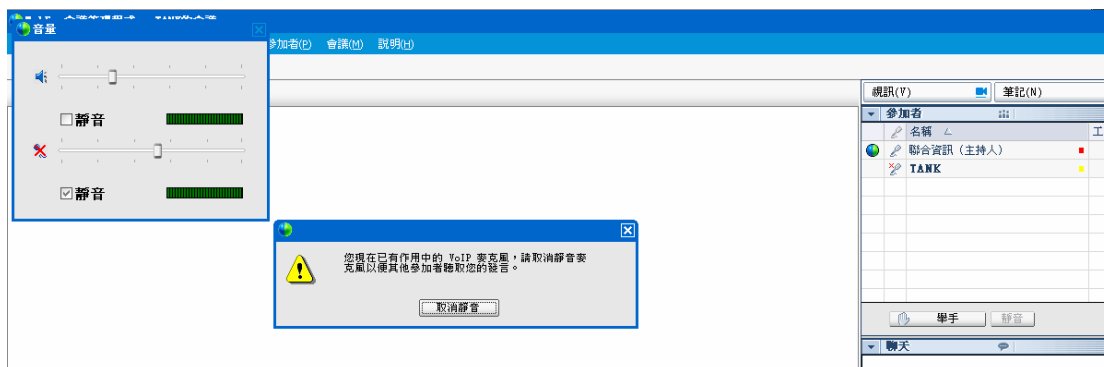 音量
參加者(P) 會議(M) 說明(H)
靜音
靜音
視訊(V) 筆記(N)
參加者
名稱 工
聯合資訊 (主持人)
TANK
您現在已有作用中的 VoIP 麥克風,請取消靜音麥
克風以便其他參加者聽取您的發言。
取消靜音
舉手 靜音
聊天